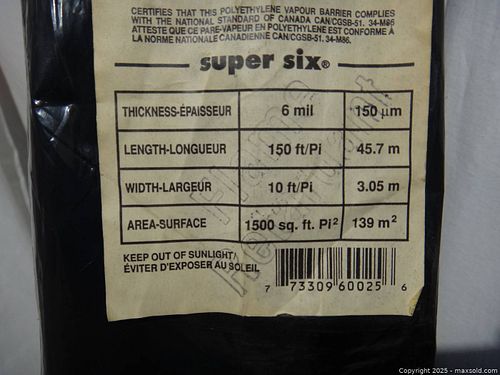 CERTIFIES THAT THIS POLYETHYLENE VAPOUR BARRIER COMPLIES
WITH THE NATIONAL STANDARD OF CANADA CAN/CGSB-51. 34-M86
ATTESTE QUE CE PARE-VAPEUR EN POLYETHYLENE EST CONFORME À
LA NORME NATIONALE CANADIENNE CAN/CGSB-51. 34-M86.
super six®
THICKNESS-ÉPAISSEUR 6 mil 150 µm
LENGTH-LONGUEUR 150 ft/Pi 45.7 m
WIDTH-LARGEUR 10 ft/Pi 3.05 m
AREA-SURFACE 1500 sq. ft. Pi² 139 m²
Flame
Retardant
KEEP OUT OF SUNLIGHT/
ÉVITER D'EXPOSER AU SOLEIL
7 73309 60025 6
Copyright 2025 - maxsold.com